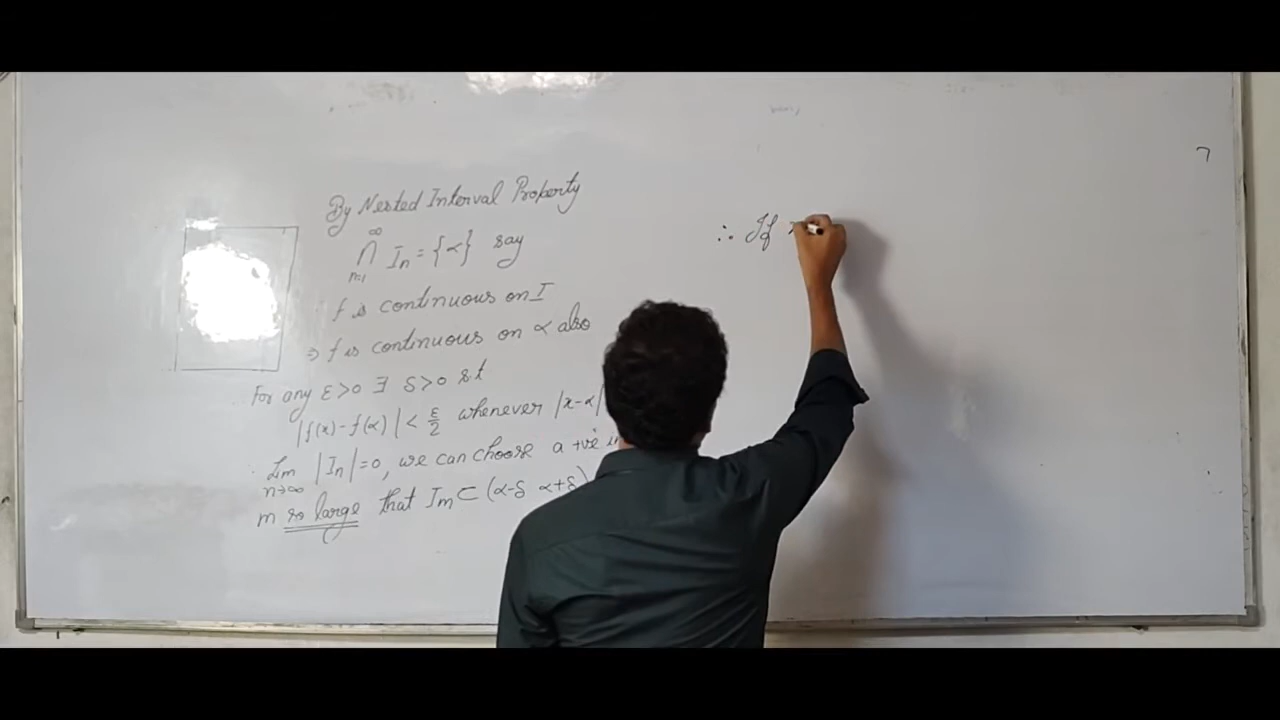 By Nested Interval Property
∞
∩ Iₙ = {α} say
n=1
f is continuous on I
⇒ f is continuous on α also
For any ε>0 ∃ δ>0 s.t
|f(x)-f(α)| < ε/2 whenever |x-α|
Lim |Iₙ|=0, we can choose a +ve
n→∞
m so large that Iₘ⊂ (α-δ α+δ)
∴ If